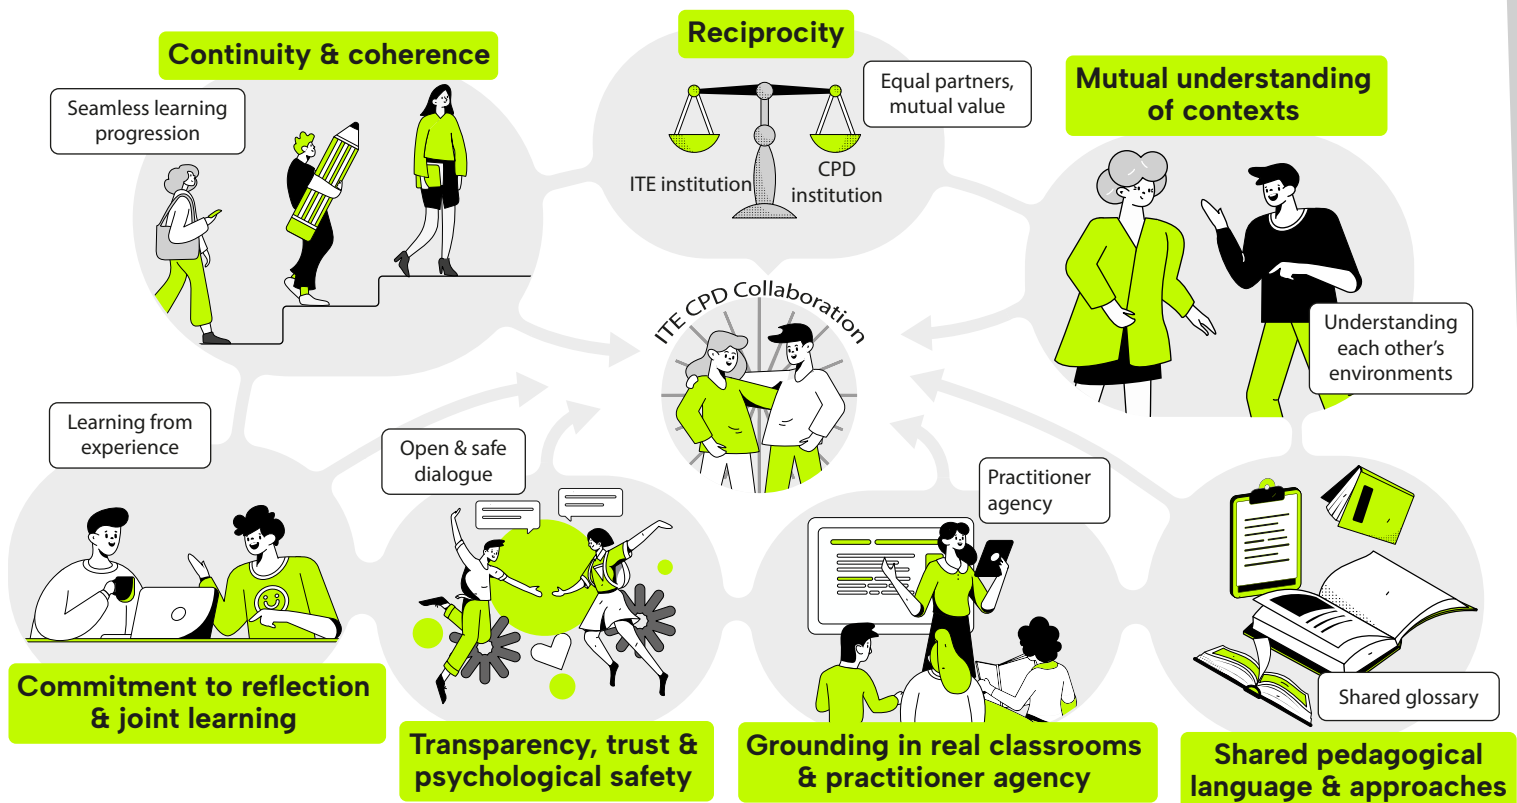 Continuity & coherence
Seamless learning
progression
Reciprocity
Equal partners,
mutual value
ITE institution
CPD
institution
Mutual understanding
of contexts
Understanding
each other's
environments
ITE CPD Collaboration
Learning from
experience
Commitment to reflection
& joint learning
Open & safe
dialogue
Transparency, trust &
psychological safety
Practitioner
agency
Grounding in real classrooms
& practitioner agency
Shared glossary
Shared pedagogical
language & approaches